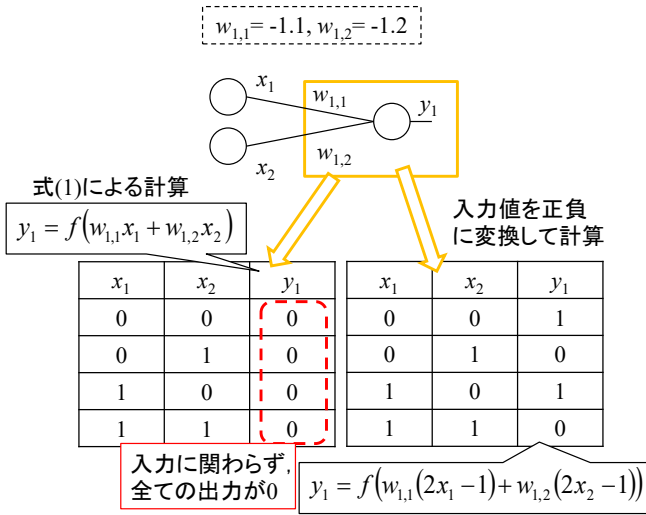 w1,1= -1.1, w1,2= -1.2
x1
w1,1
y1
w1,2
x2
式(1)による計算
y1 = f(w1,1x1 + w1,2x2)
入力値を正負
に変換して計算
x1 x2 y1
0 0 0
0 1 0
1 0 0
1 1 0
x1 x2 y1
0 0 1
0 1 0
1 0 1
1 1 0
入力に関わらず,
全ての出力が0
y1 = f(w1,1(2x1 −1)+ w1,2(2x2 −1))